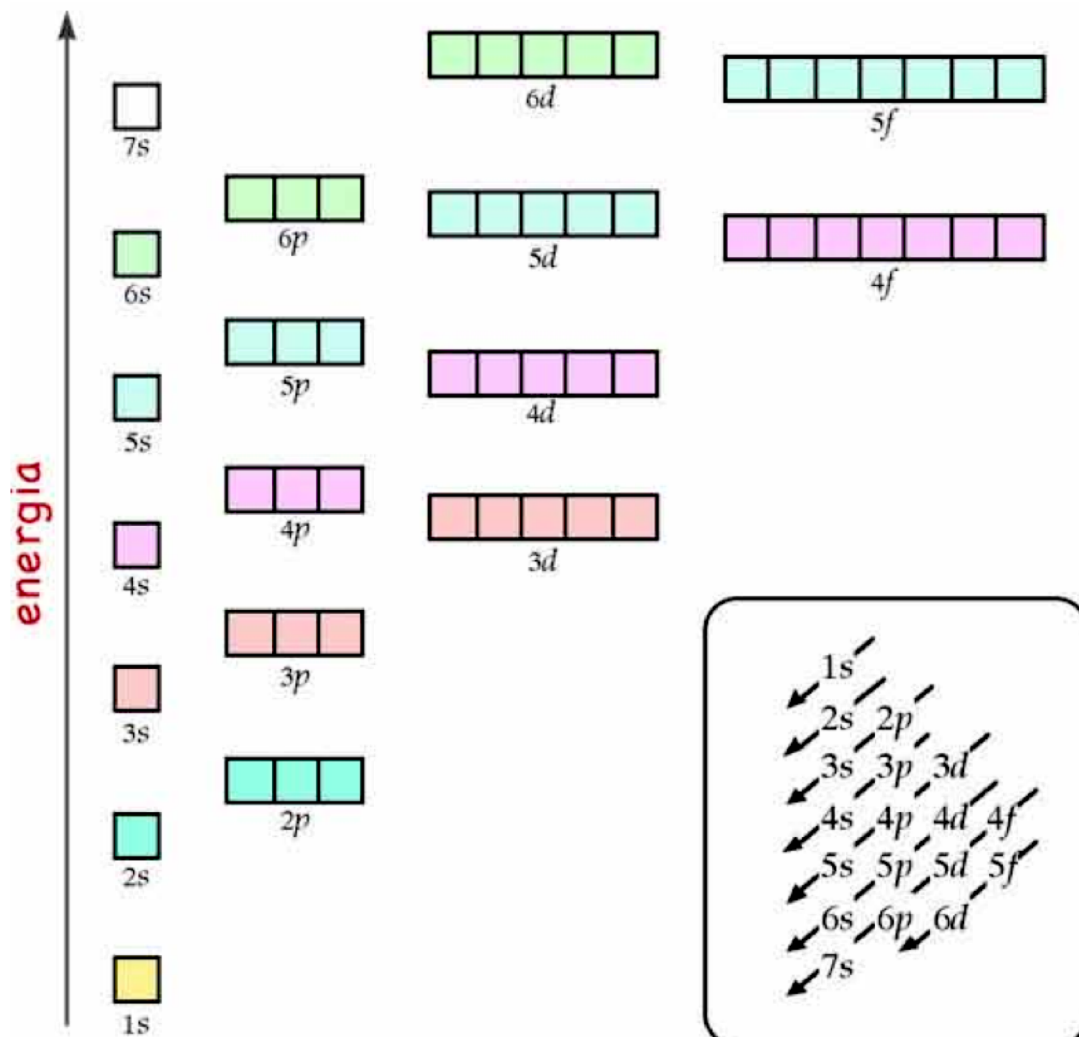 6d
5f
7s
6p
5d
4f
6s
5p
4d
5s
4p
3d
4s
3p
3s
2p
2s
1s
energia
1s
2s 2p
3s 3p 3d
4s 4p 4d 4f
5s 5p 5d 5f
6s 6p 6d
7s